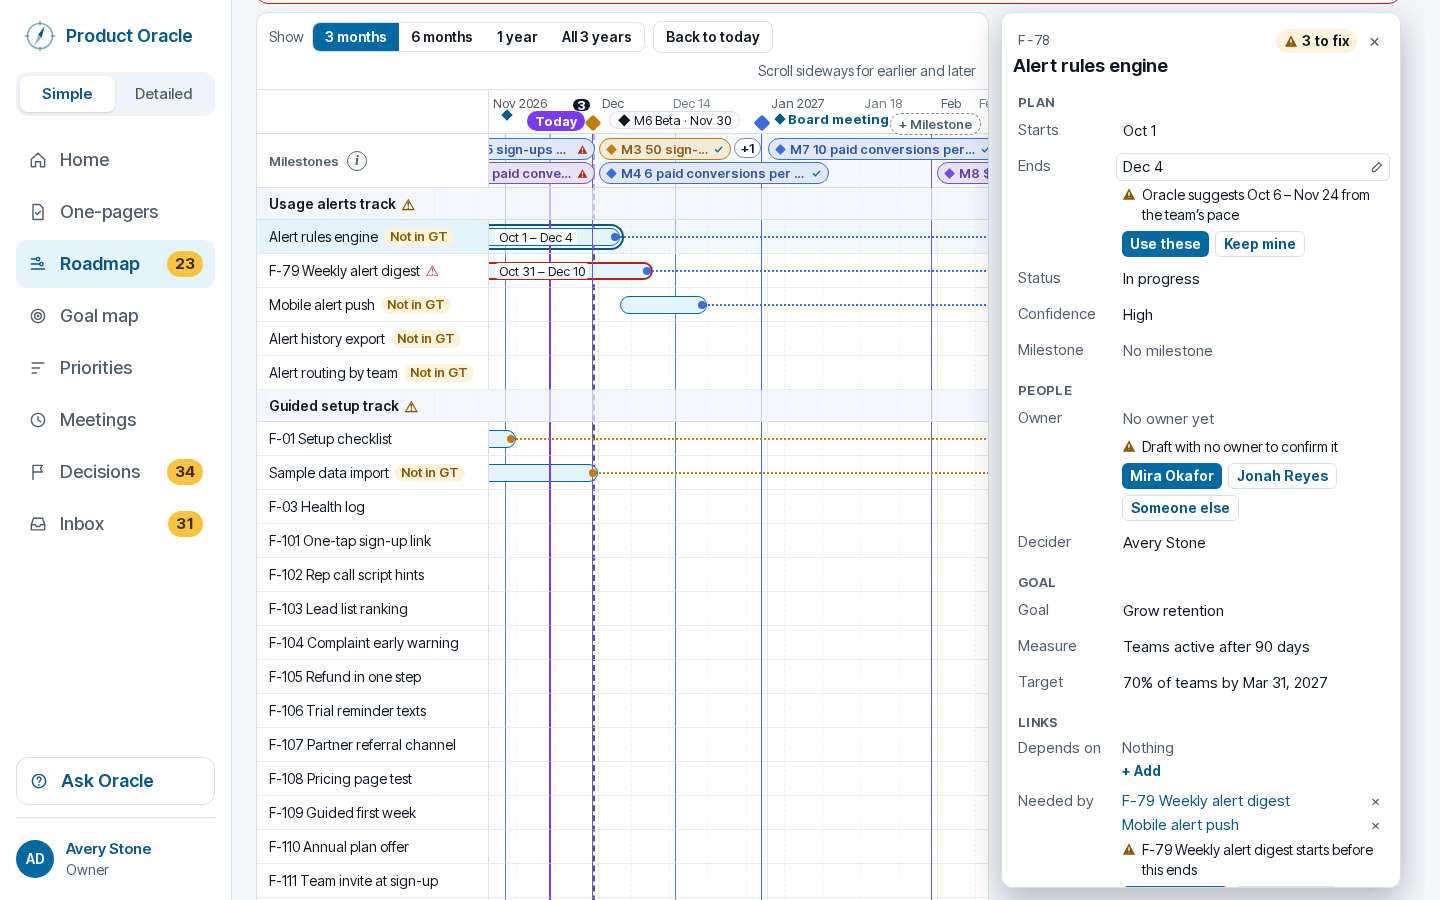 Product Oracle
Simple
Detailed
Home
One-pagers
Roadmap 23
Goal map
Priorities
Meetings
Decisions 34
Inbox 31
Ask Oracle
AD
Avery Stone
Owner
Show
3 months
6 months
1 year
All 3 years
Back to today
Scroll sideways for earlier and later
Nov 2026
3
Dec
Dec 14
Jan 2027
Jan 18
Feb
Today
M6 Beta · Nov 30
Board meeting
+ Milestone
Milestones i
sign-ups ...
M3 50 sign-...
+1
M7 10 paid conversions per...
paid conve...
M4 6 paid conversions per ...
M8
Usage alerts track
Alert rules engine Not in GT
Oct 1 – Dec 4
F-79 Weekly alert digest
Oct 31 – Dec 10
Mobile alert push Not in GT
Alert history export Not in GT
Alert routing by team Not in GT
Guided setup track
F-01 Setup checklist
Sample data import Not in GT
F-03 Health log
F-101 One-tap sign-up link
F-102 Rep call script hints
F-103 Lead list ranking
F-104 Complaint early warning
F-105 Refund in one step
F-106 Trial reminder texts
F-107 Partner referral channel
F-108 Pricing page test
F-109 Guided first week
F-110 Annual plan offer
F-111 Team invite at sign-up
F-78
3 to fix
×
Alert rules engine
PLAN
Starts Oct 1
Ends Dec 4
Oracle suggests Oct 6 – Nov 24 from
the team's pace
Use these
Keep mine
Status In progress
Confidence High
Milestone No milestone
PEOPLE
Owner No owner yet
Draft with no owner to confirm it
Mira Okafor
Jonah Reyes
Someone else
Decider Avery Stone
GOAL
Goal Grow retention
Measure Teams active after 90 days
Target 70% of teams by Mar 31, 2027
LINKS
Depends on Nothing
+ Add
Needed by F-79 Weekly alert digest ×
Mobile alert push ×
F-79 Weekly alert digest starts before
this ends